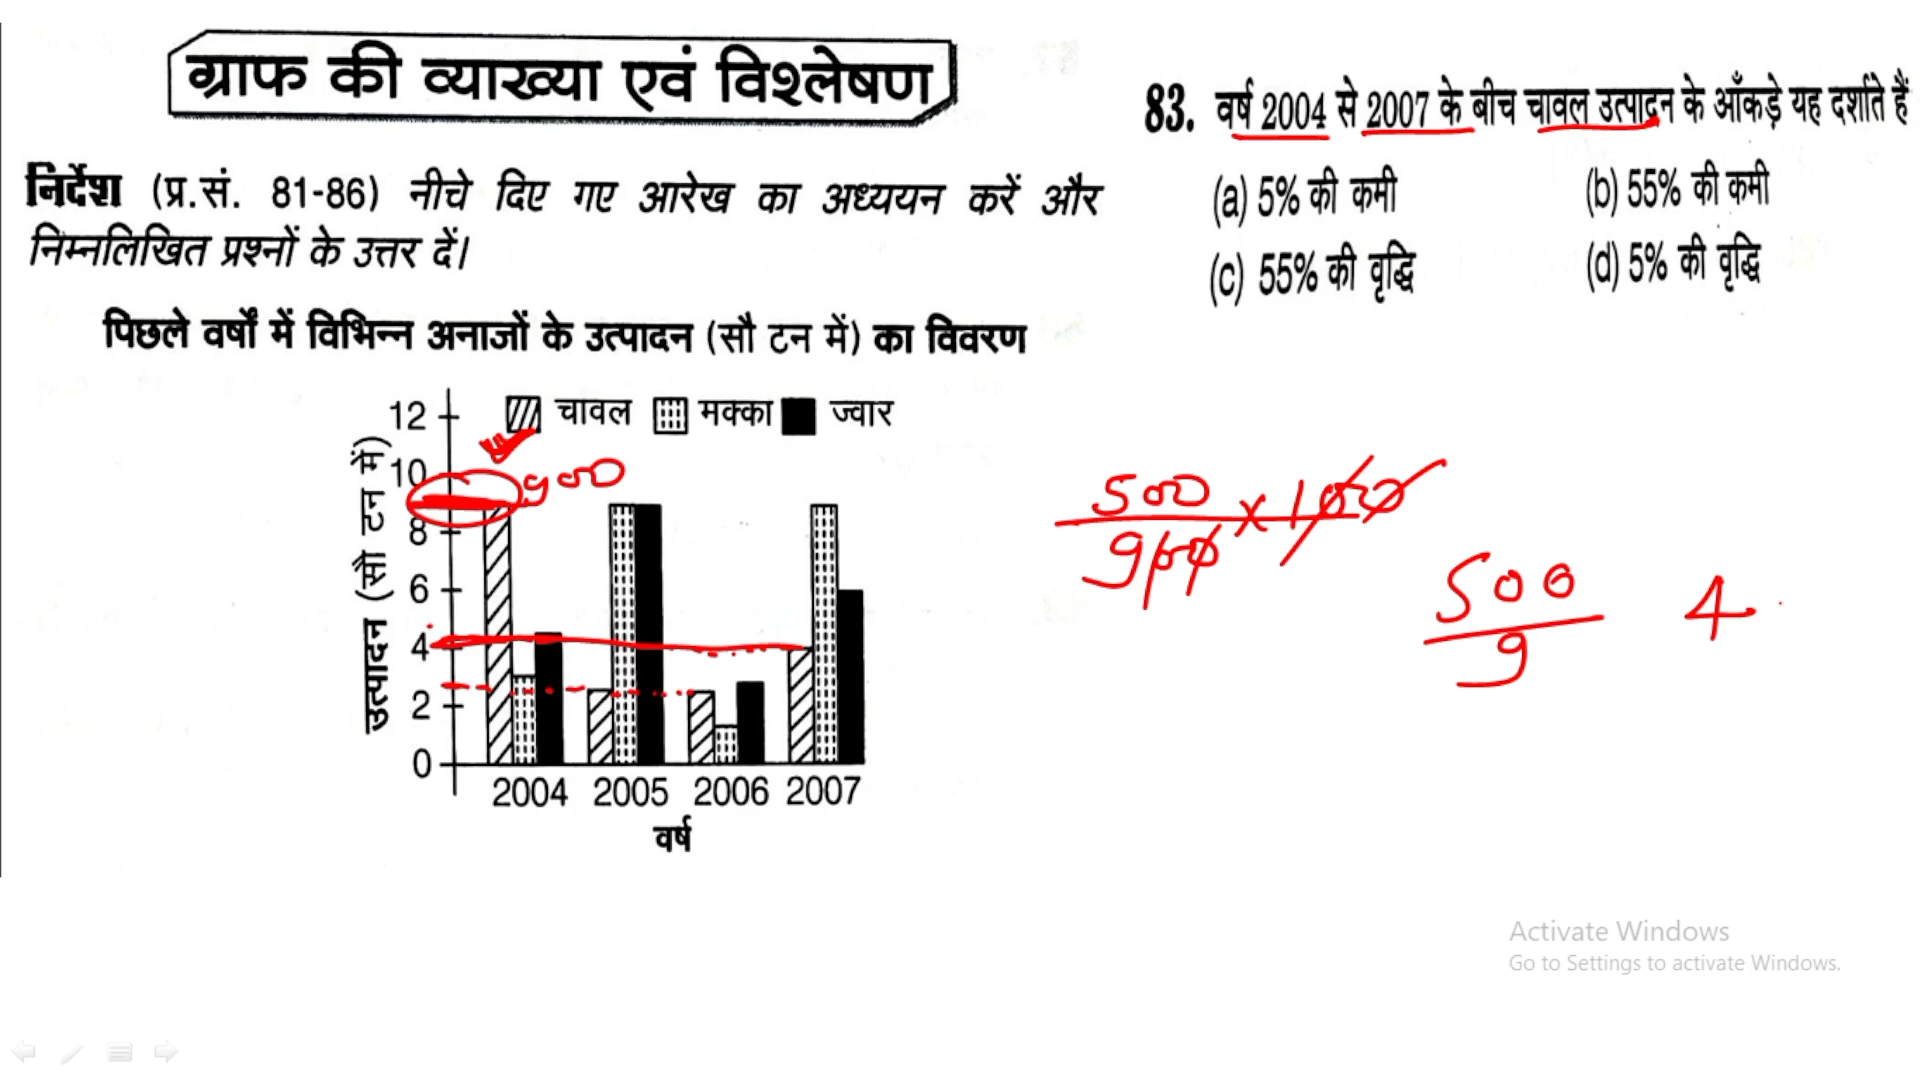 ग्राफ की व्याख्या एवं विश्लेषण
निर्देश (प्र.सं. 81-86) नीचे दिए गए आरेख का अध्ययन करें और
निम्नलिखित प्रश्नों के उत्तर दें।
पिछले वर्षों में विभिन्न अनाजों के उत्पादन (सौ टन में) का विवरण
चावल मक्का ज्वार
उत्पादन (सौ टन में)
12
10
8
6
4
2
0
900
2004 2005 2006 2007
वर्ष
83. वर्ष 2004 से 2007 के बीच चावल उत्पादन के आँकड़े यह दर्शाते हैं
(a) 5% की कमी (b) 55% की कमी
(c) 55% की वृद्धि (d) 5% की वृद्धि
500
900 × 100
500
9
4
Activate Windows
Go to Settings to activate Windows.